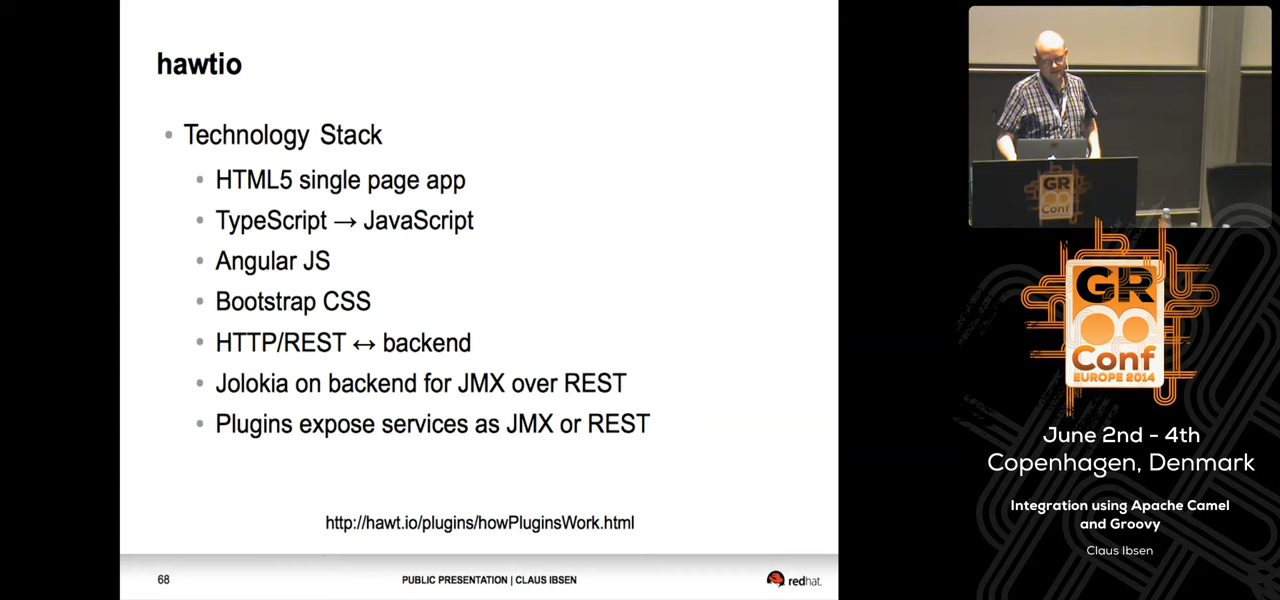 hawtio
Technology Stack
HTML5 single page app
TypeScript → JavaScript
Angular JS
Bootstrap CSS
HTTP/REST ↔ backend
Jolokia on backend for JMX over REST
Plugins expose services as JMX or REST
http://hawt.io/plugins/howPluginsWork.html
68
PUBLIC PRESENTATION | CLAUS IBSEN
redhat.
GR
Conf
GR
Conf
EUROPE 2014
June 2nd - 4th
Copenhagen, Denmark
Integration using Apache Camel
and Groovy
Claus Ibsen